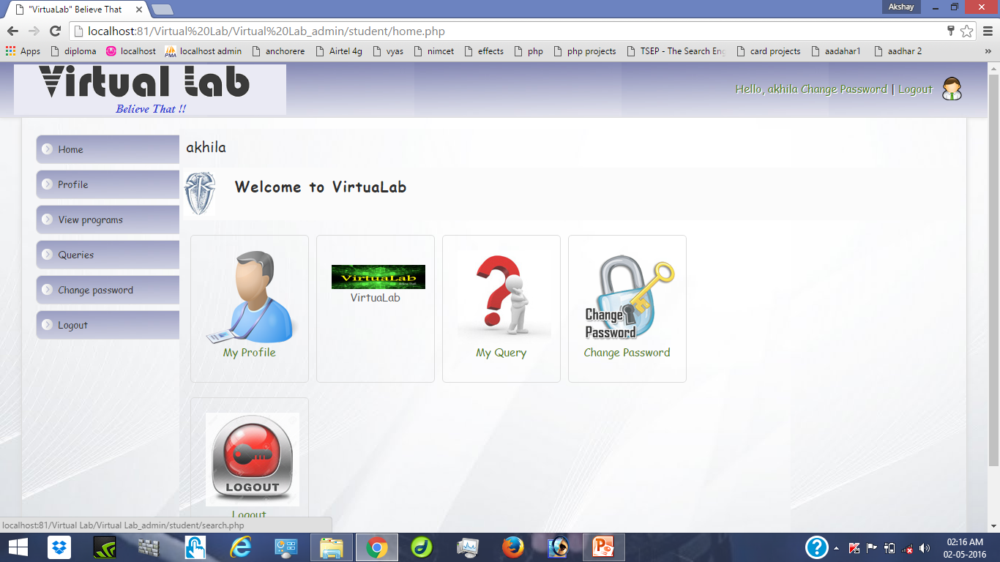 "VirtuaLab" Believe That
Akshay
localhost:81/Virtual%20Lab/Virtual%20Lab_admin/student/home.php
Apps diploma localhost localhost admin anchorere Airtel 4g vyas nimcet effects php php projects TSEP - The Search Eng card projects aadahar1 aadhar 2 »
Virtual Lab
Believe That !!
Hello, akhila Change Password | Logout
Home
Profile
View programs
Queries
Change password
Logout
akhila
Welcome to VirtuaLab
My Profile
VirtuaLab
VirtuaLab
My Query
Change
Password
Change Password
LOGOUT
Logout
localhost:81/Virtual Lab/Virtual Lab_admin/student/search.php
02:16 AM
02-05-2016